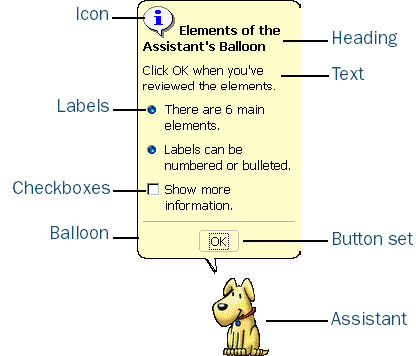 Icon
Elements of the
Assistant's Balloon
Heading
Click OK when you've
reviewed the elements.
Text
Labels
There are 6 main
elements.
Labels can be
numbered or bulleted.
Checkboxes
Show more
information.
Balloon
OK
Button set
Assistant